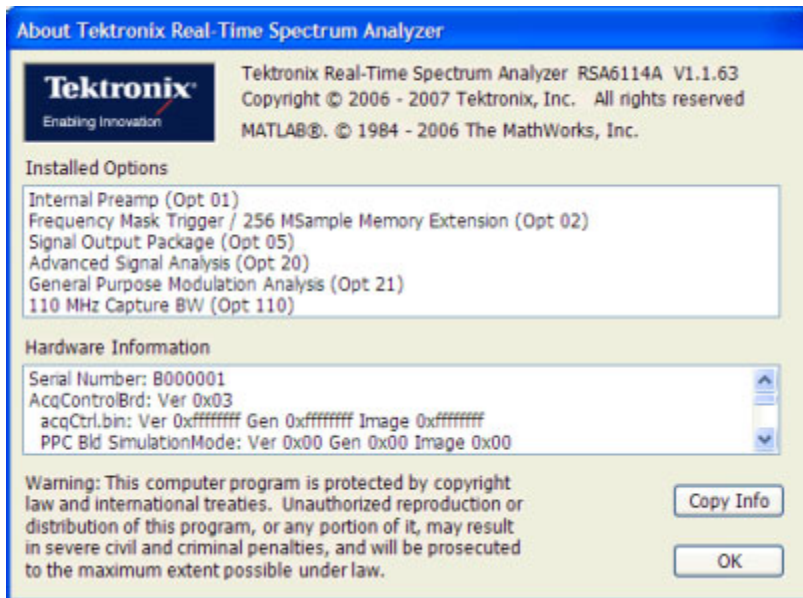 About Tektronix Real-Time Spectrum Analyzer
Tektronix
Enabling Innovation
Tektronix Real-Time Spectrum Analyzer RSA6114A V1.1.63
Copyright © 2006 - 2007 Tektronix, Inc. All rights reserved
MATLAB®. © 1984 - 2006 The MathWorks, Inc.
Installed Options
Internal Preamp (Opt 01)
Frequency Mask Trigger / 256 MSample Memory Extension (Opt 02)
Signal Output Package (Opt 05)
Advanced Signal Analysis (Opt 20)
General Purpose Modulation Analysis (Opt 21)
110 MHz Capture BW (Opt 110)
Hardware Information
Serial Number: B000001
AcqControlBrd: Ver 0x03
acqCtrl.bin: Ver 0xffffffff Gen 0xffffffff Image 0xffffffff
PPC Bld SimulationMode: Ver 0x00 Gen 0x00 Image 0x00
Warning: This computer program is protected by copyright
law and international treaties. Unauthorized reproduction or
distribution of this program, or any portion of it, may result
in severe civil and criminal penalties, and will be prosecuted
to the maximum extent possible under law.
Copy Info
OK